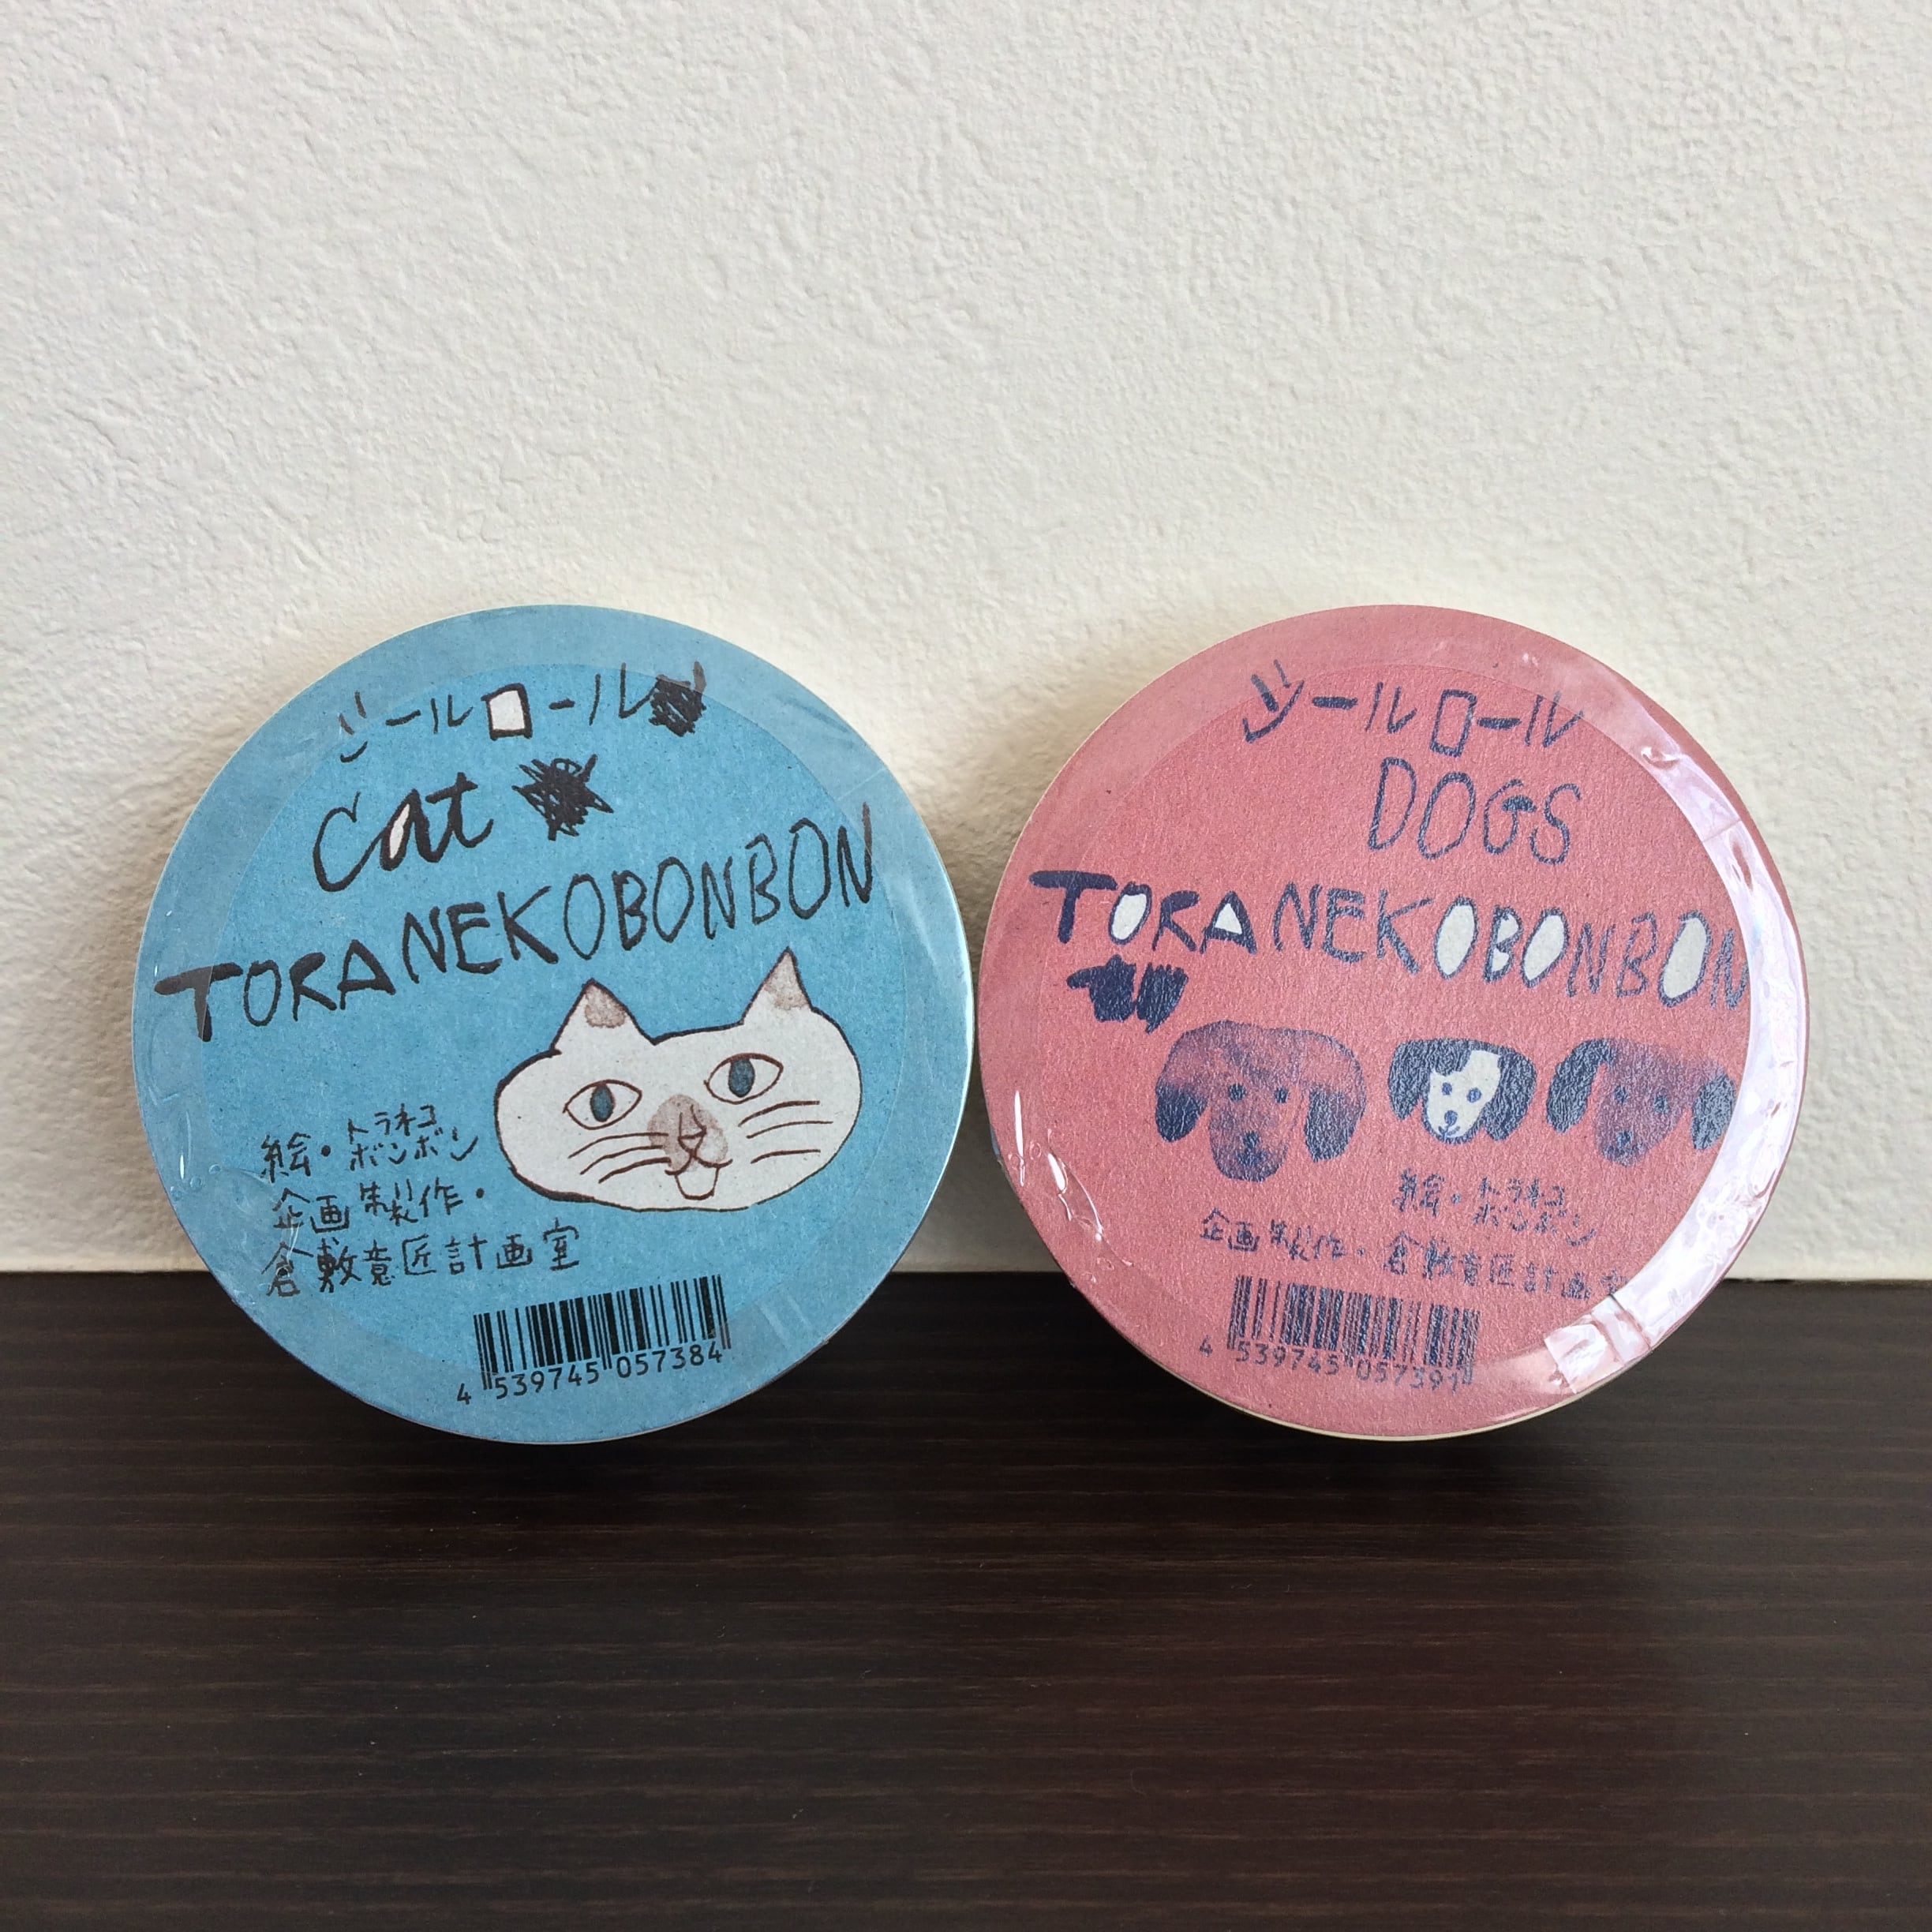 シールロール
Cat
TORANEKOBONBON
絵・トラネコ
ボンボン
企画製作・
倉敷意匠計画室
4 539745 057384
シールロール
DOGS
TORANEKOBONBON
絵・トラネコ
ボンボン
企画製作・倉敷意匠計画室
4 539745 057391